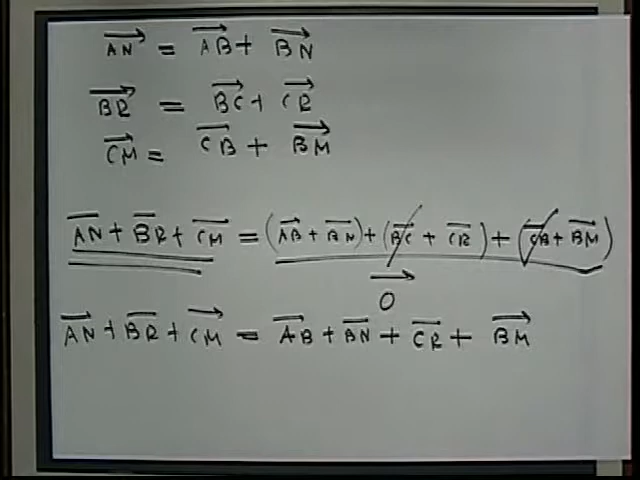 AN = AB + BN
BR = BC + CR
CM = CB + BM
AN + BR + CM = (AB + BN) + (BC + CR) + (CB + BM)
0
AN + BR + CM = AB + BN + CR + BM